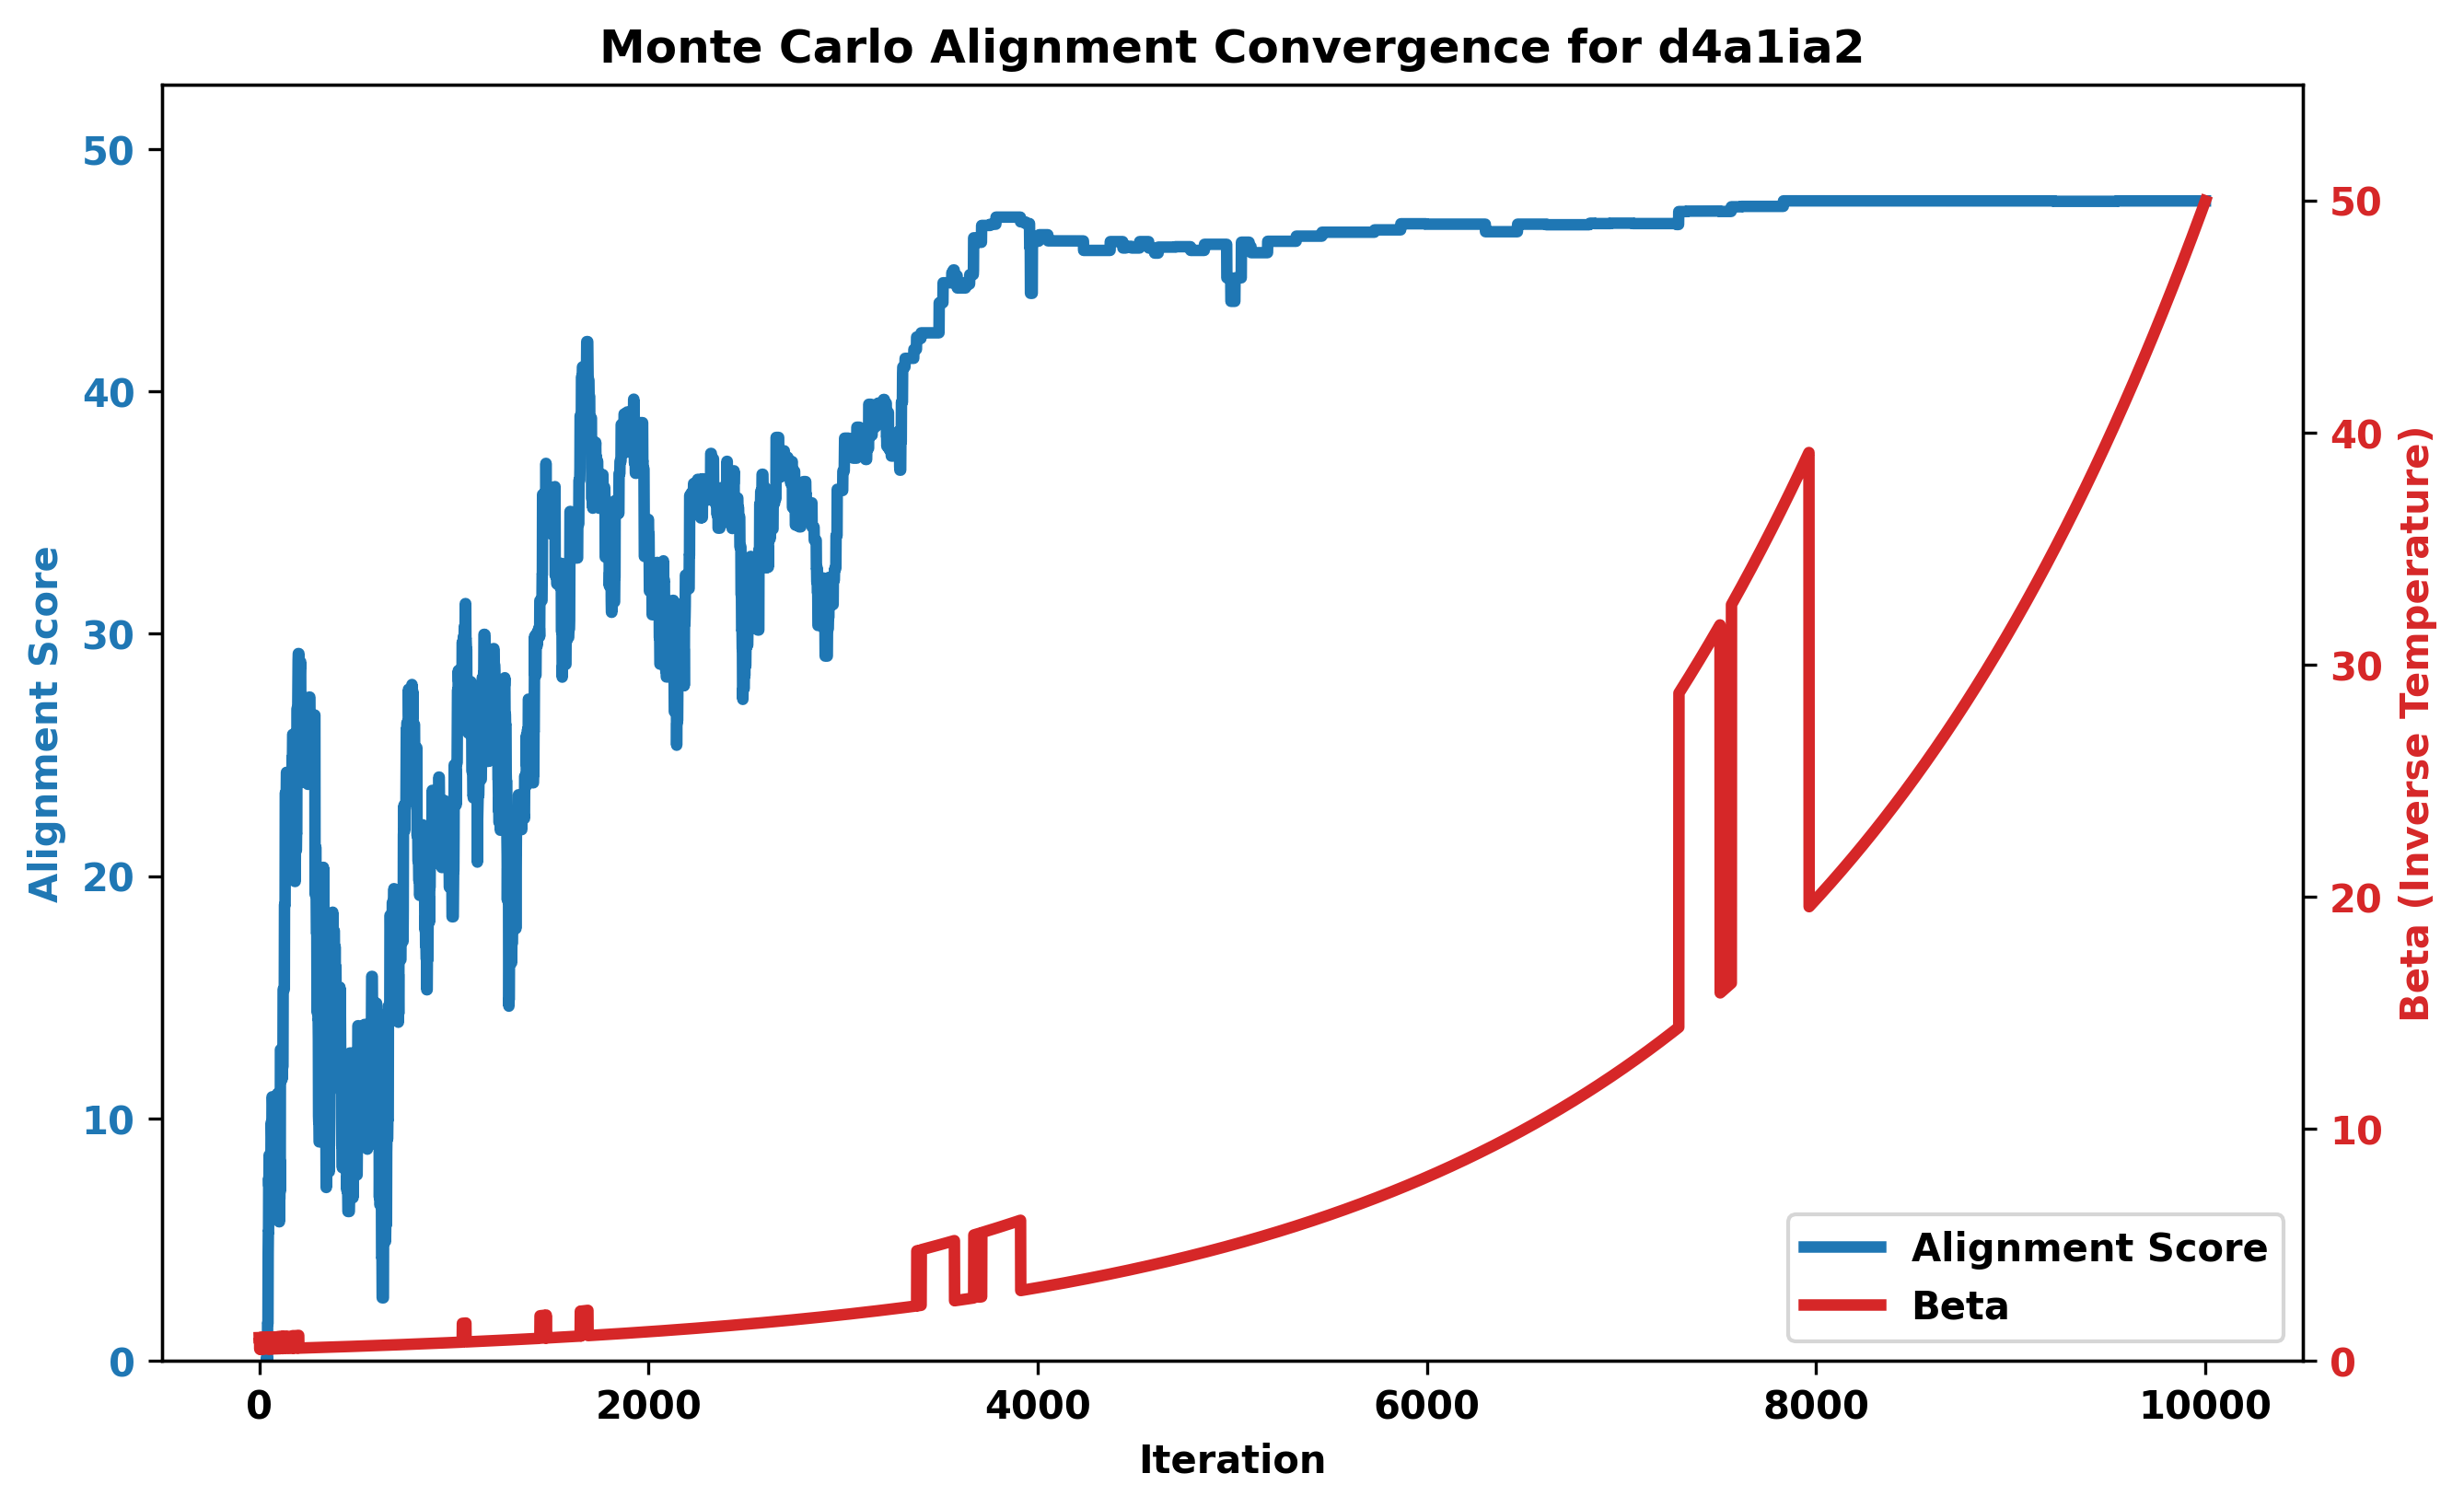 Monte Carlo Alignment Convergence for d4a1ia2
Alignment Score
50
40
30
20
10
0
Beta (Inverse Temperature)
50
40
30
20
10
0
Alignment Score
Beta
0 2000 4000 6000 8000 10000
Iteration